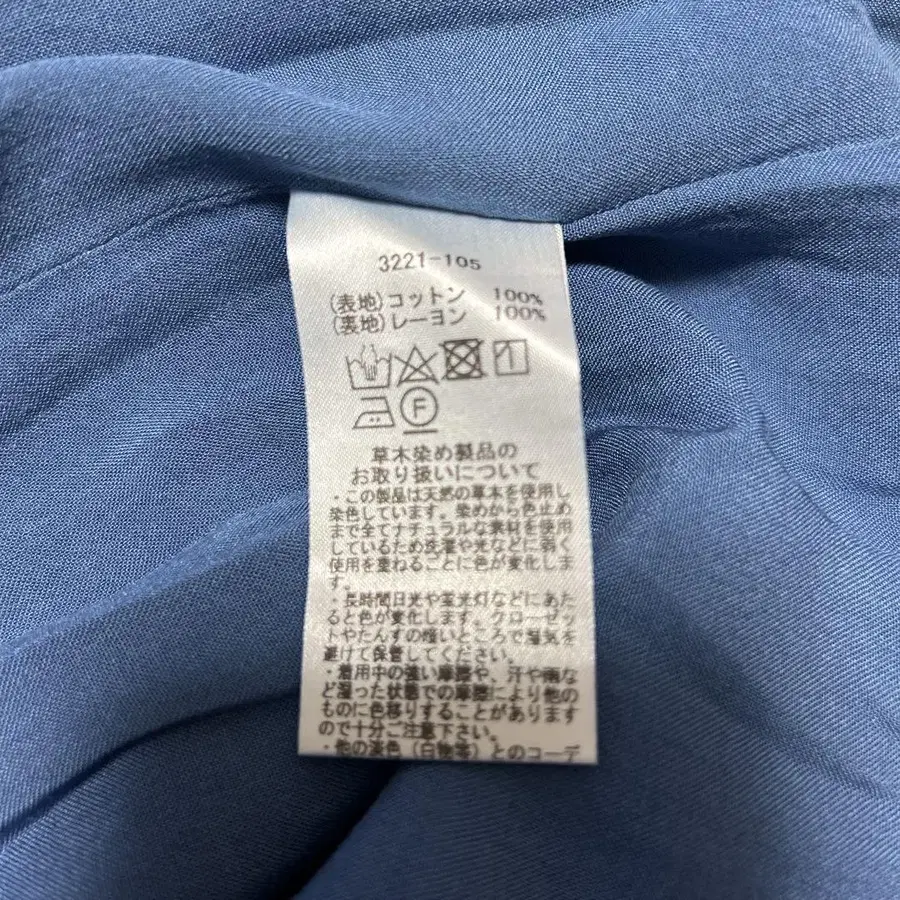 3221-105
(表地)コットン 100%
(裏地)レーヨン 100%
F
草木染め製品の
お取り扱いについて
・この製品は天然の草木を使用し
染色しています。染めから色止め
まで全てナチュラルな素材を使用
しているため洗濯や光などに弱く
使用を重ねることに色が変化しま
す。
・長時間日光や蛍光灯などにあた
ると色が変化します。クローゼッ
トやたんすの暗いところで湿気を
避けて保管してください。
・着用中の強い摩擦や、汗や雨な
ど湿った状態での摩擦により他の
ものに色移りすることがあります
ので十分ご注意下さい。
・他の淡色(白物等)とのコーデ